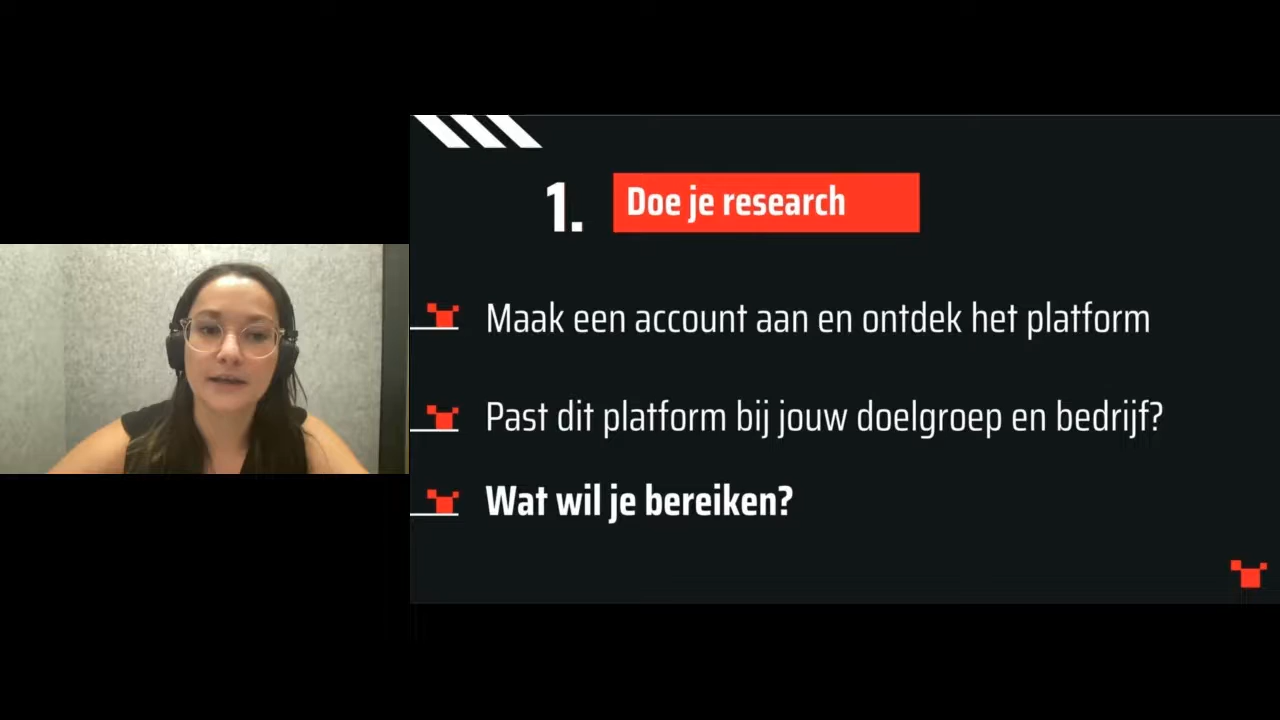 1. Doe je research
Maak een account aan en ontdek het platform
Past dit platform bij jouw doelgroep en bedrijf?
Wat wil je bereiken?